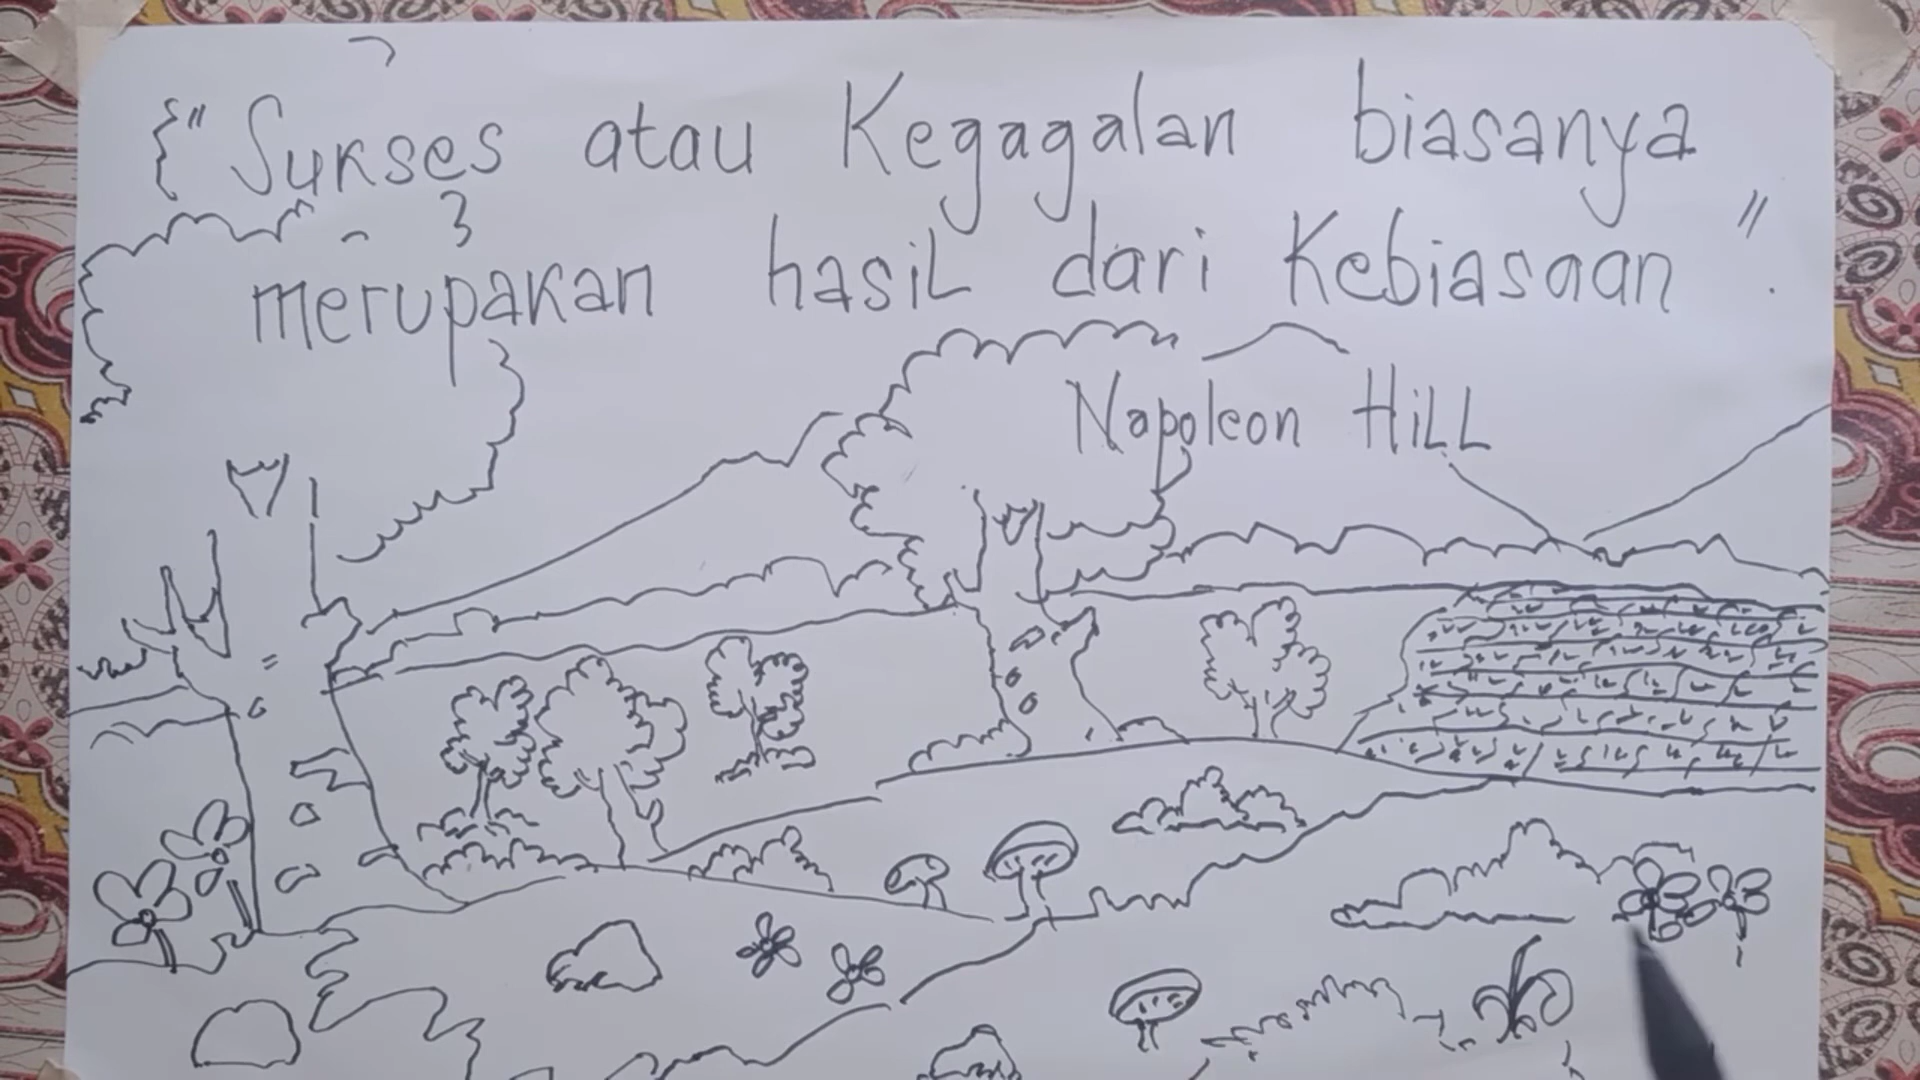 {" Sukses atau Kegagalan biasanya
merupakan hasil dari Kebiasaan ".
Napoleon HiLL